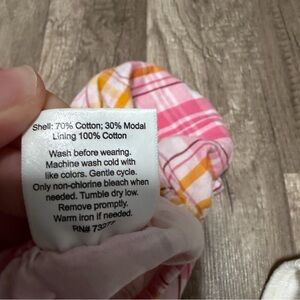 Shell: 70% Cotton; 30% Modal
Lining 100% Cotton
Wash before wearing.
Machine wash cold with
like colors. Gentle cycle.
Only non-chlorine bleach when
needed. Tumble dry low.
Remove promptly.
Warm iron if needed.
RN#